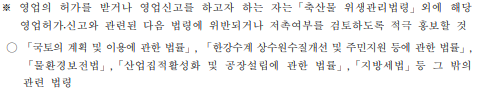 ※ 영업의 허가를 받거나 영업신고를 하고자 하는 자는「축산물 위생관리법령」외에 해당
영업허가.신고와 관련된 다음 법령에 위반되거나 저촉여부를 검토하도록 적극 홍보할 것
○ 「국토의 계획 및 이용에 관한 법률」, 「한강수계 상수원수질개선 및 주민지원 등에 관한 법률」,
「물환경보전법」,「산업집적활성화 및 공장설립에 관한 법률」,「지방세법」등 그 밖의
관련 법령